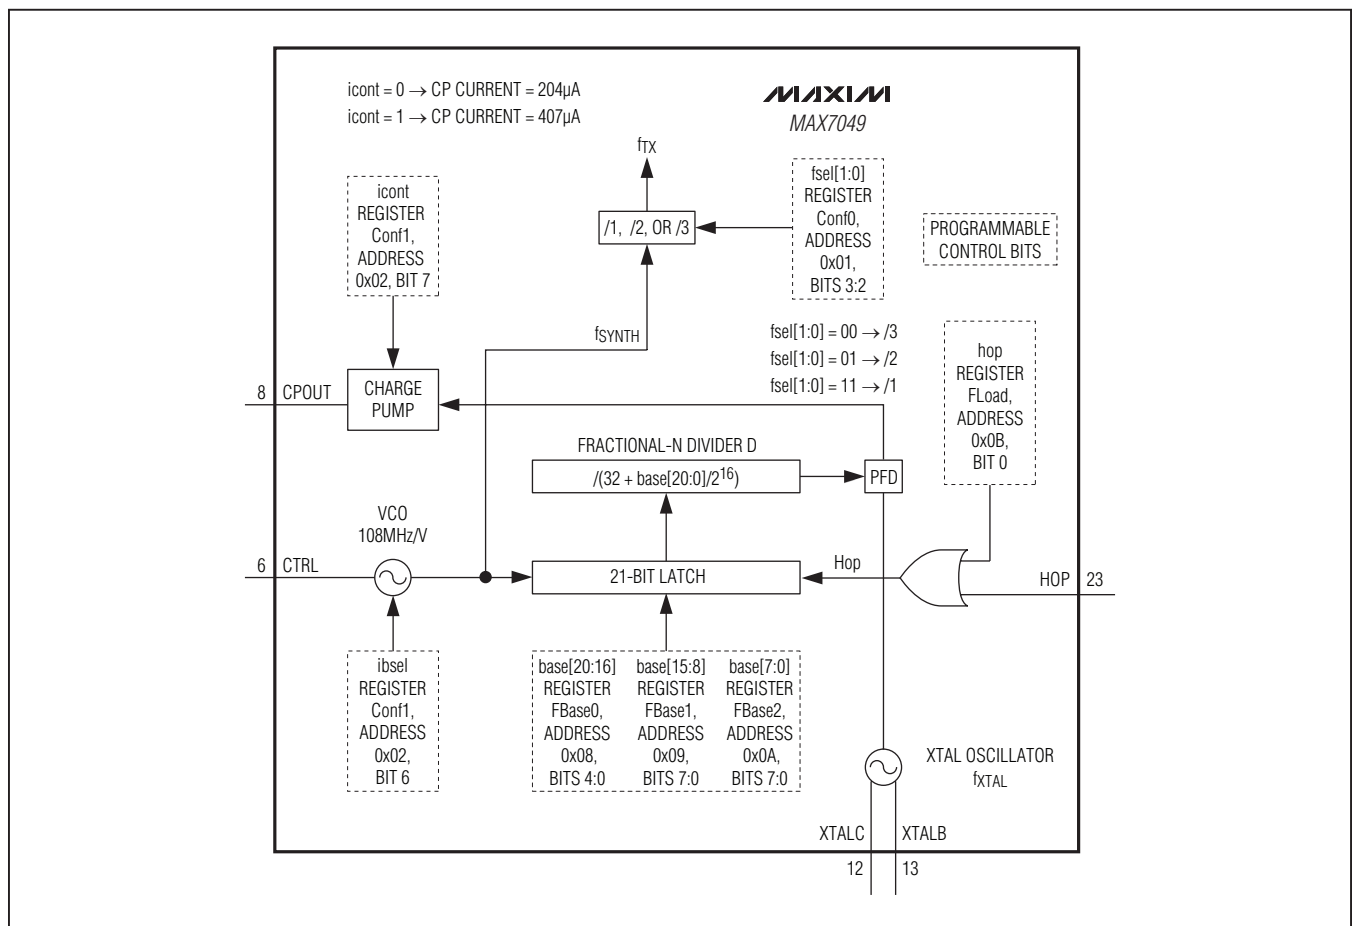 icont = 0 → CP CURRENT = 204µA
icont = 1 → CP CURRENT = 407µA
MAXIM
MAX7049
fTX
icont
REGISTER
Conf1,
ADDRESS
0x02, BIT 7
/1, /2, OR /3
fsel[1:0]
REGISTER
Conf0,
ADDRESS
0x01,
BITS 3:2
PROGRAMMABLE
CONTROL BITS
fSYNTH
fsel[1:0] = 00 → /3
fsel[1:0] = 01 → /2
fsel[1:0] = 11 → /1
hop
REGISTER
FLoad,
ADDRESS
0x0B,
BIT 0
8 CPOUT
CHARGE
PUMP
FRACTIONAL-N DIVIDER D
/(32 + base[20:0]/2^16)
PFD
VCO
108MHz/V
6 CTRL
21-BIT LATCH
Hop
HOP 23
ibsel
REGISTER
Conf1,
ADDRESS
0x02,
BIT 6
base[20:16]
REGISTER
FBase0,
ADDRESS
0x08,
BITS 4:0
base[15:8]
REGISTER
FBase1,
ADDRESS
0x09,
BITS 7:0
base[7:0]
REGISTER
FBase2,
ADDRESS
0x0A,
BITS 7:0
XTAL OSCILLATOR
fXTAL
XTALC XTALB
12 13